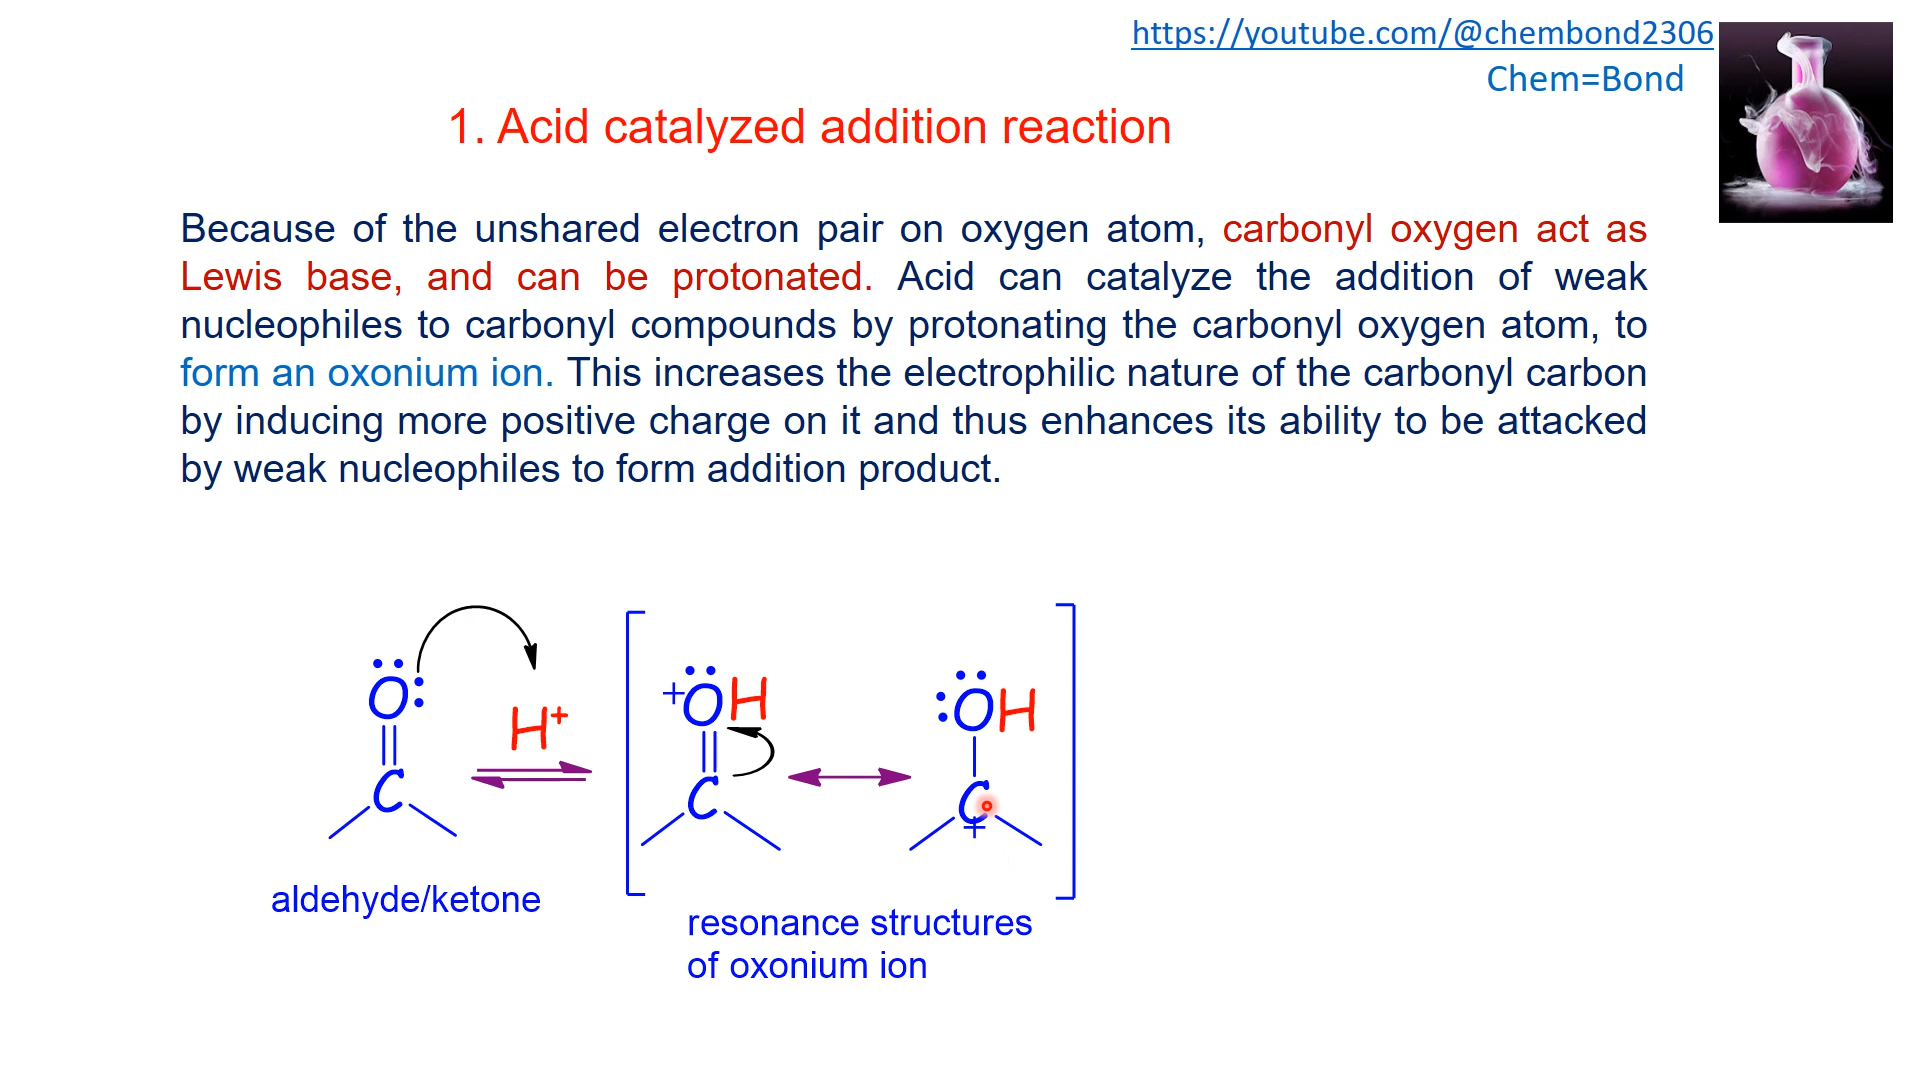 https://youtube.com/@chembond2306
Chem=Bond
1. Acid catalyzed addition reaction
Because of the unshared electron pair on oxygen atom, carbonyl oxygen act as
Lewis base, and can be protonated. Acid can catalyze the addition of weak
nucleophiles to carbonyl compounds by protonating the carbonyl oxygen atom, to
form an oxonium ion. This increases the electrophilic nature of the carbonyl carbon
by inducing more positive charge on it and thus enhances its ability to be attacked
by weak nucleophiles to form addition product.
O
C
H+
+OH
C
OH
C
+
aldehyde/ketone
resonance structures
of oxonium ion